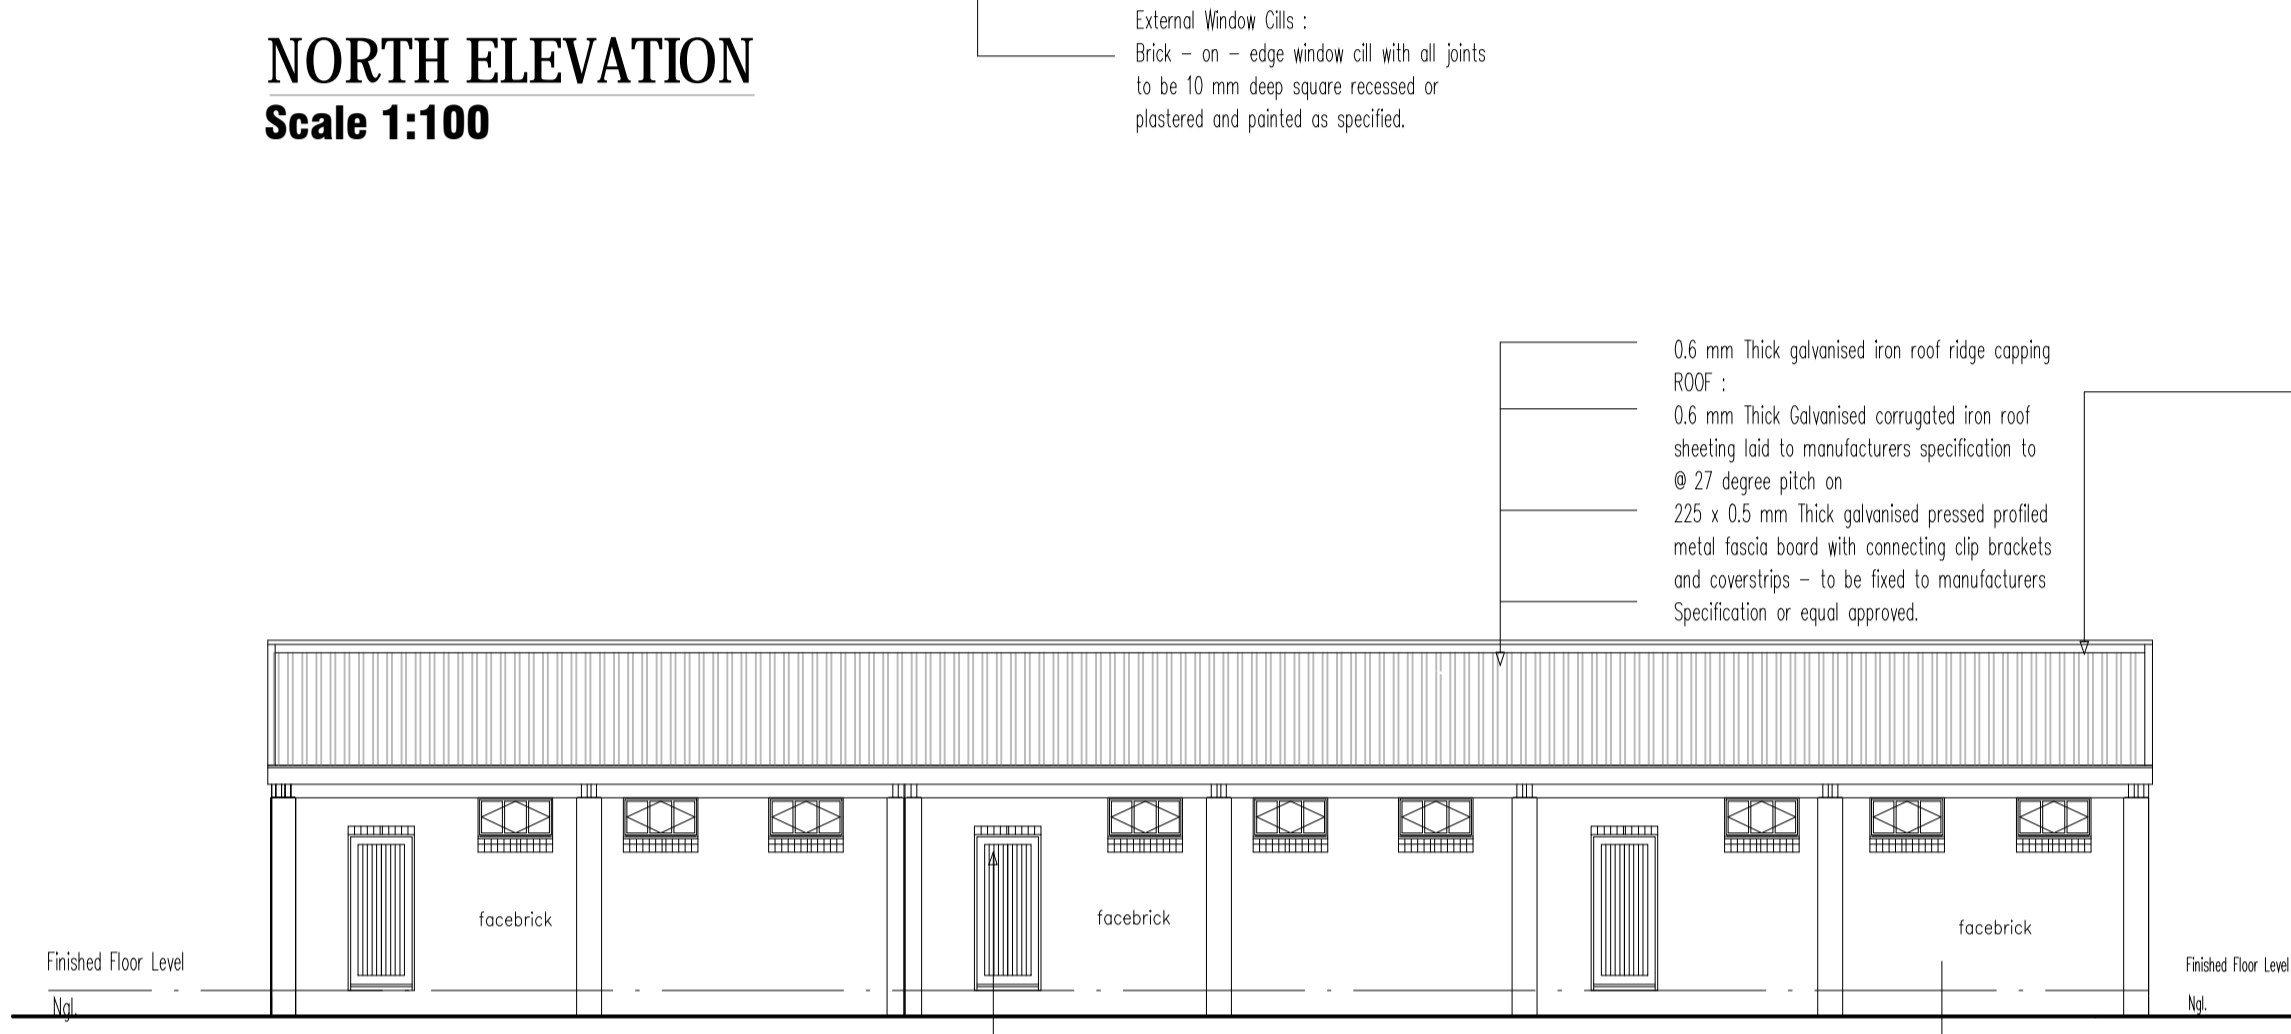 NORTH ELEVATION
Scale 1:100
External Window Cills :
Brick – on – edge window cill with all joints
to be 10 mm deep square recessed or
plastered and painted as specified.
0.6 mm Thick galvanised iron roof ridge capping
ROOF :
0.6 mm Thick Galvanised corrugated iron roof
sheeting laid to manufacturers specification to
@ 27 degree pitch on
225 x 0.5 mm Thick galvanised pressed profiled
metal fascia board with connecting clip brackets
and coverstrips – to be fixed to manufacturers
Specification or equal approved.
facebrick
facebrick
facebrick
Finished Floor Level
Ngl.
Finished Floor Level
Ngl.